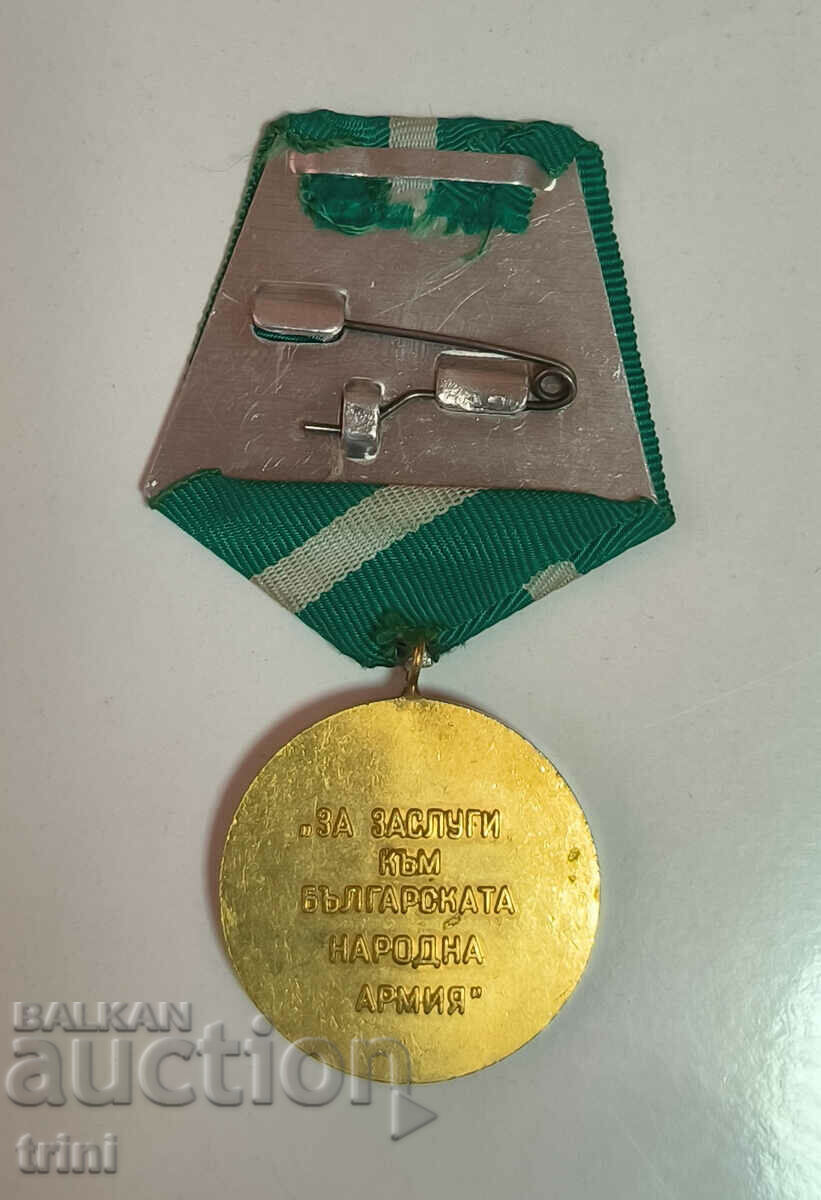 „ЗА ЗАСЛУГИ
КЪМ
БЪЛГАРСКАТА
НАРОДНА
АРМИЯ"
BALKAN
auction
trini